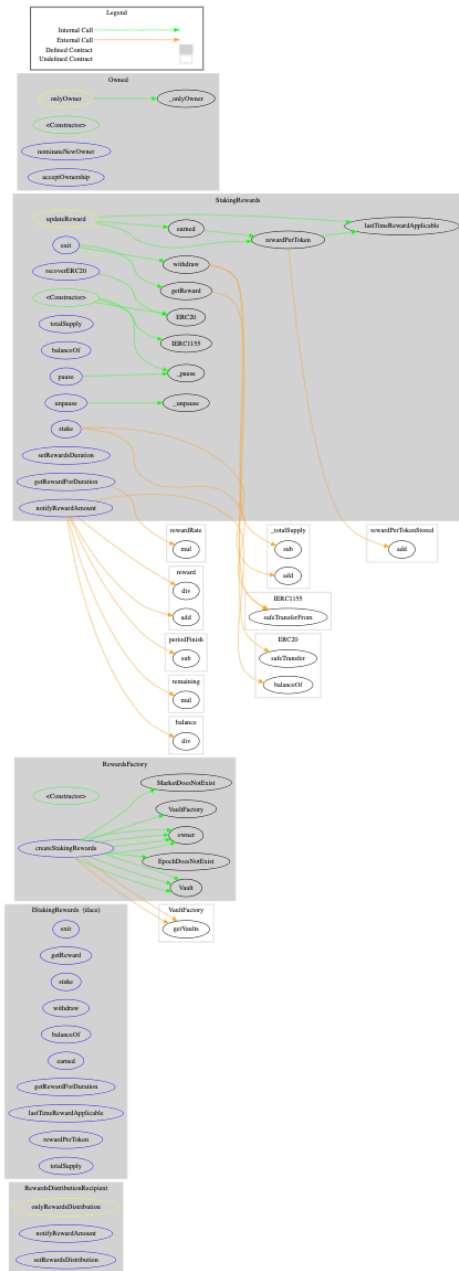 Legend
Internal Call
External Call
Defined Contract
Undefined Contract
Owned
onlyOwner
_onlyOwner
<Constructor>
nominateNewOwner
acceptOwnership
StakingRewards
updateReward
earned
lastTimeRewardApplicable
rewardPerToken
exit
withdraw
recoverERC20
getReward
<Constructor>
ERC20
totalSupply
IERC1155
balanceOf
pause
_pause
unpause
_unpause
stake
setRewardsDuration
getRewardForDuration
notifyRewardAmount
rewardRate
mul
_totalSupply
sub
add
rewardPerTokenStored
add
reward
div
add
IERC1155
safeTransferFrom
periodFinish
sub
ERC20
safeTransfer
balanceOf
remaining
mul
balance
div
RewardsFactory
MarketDoesNotExist
<Constructor>
VaultFactory
owner
createStakingRewards
EpochDoesNotExist
Vault
VaultFactory
getVaults
IStakingRewards (iface)
exit
getReward
stake
withdraw
balanceOf
earned
getRewardForDuration
lastTimeRewardApplicable
rewardPerToken
totalSupply
RewardsDistributionRecipient
onlyRewardsDistribution
notifyRewardAmount
setRewardsDistribution